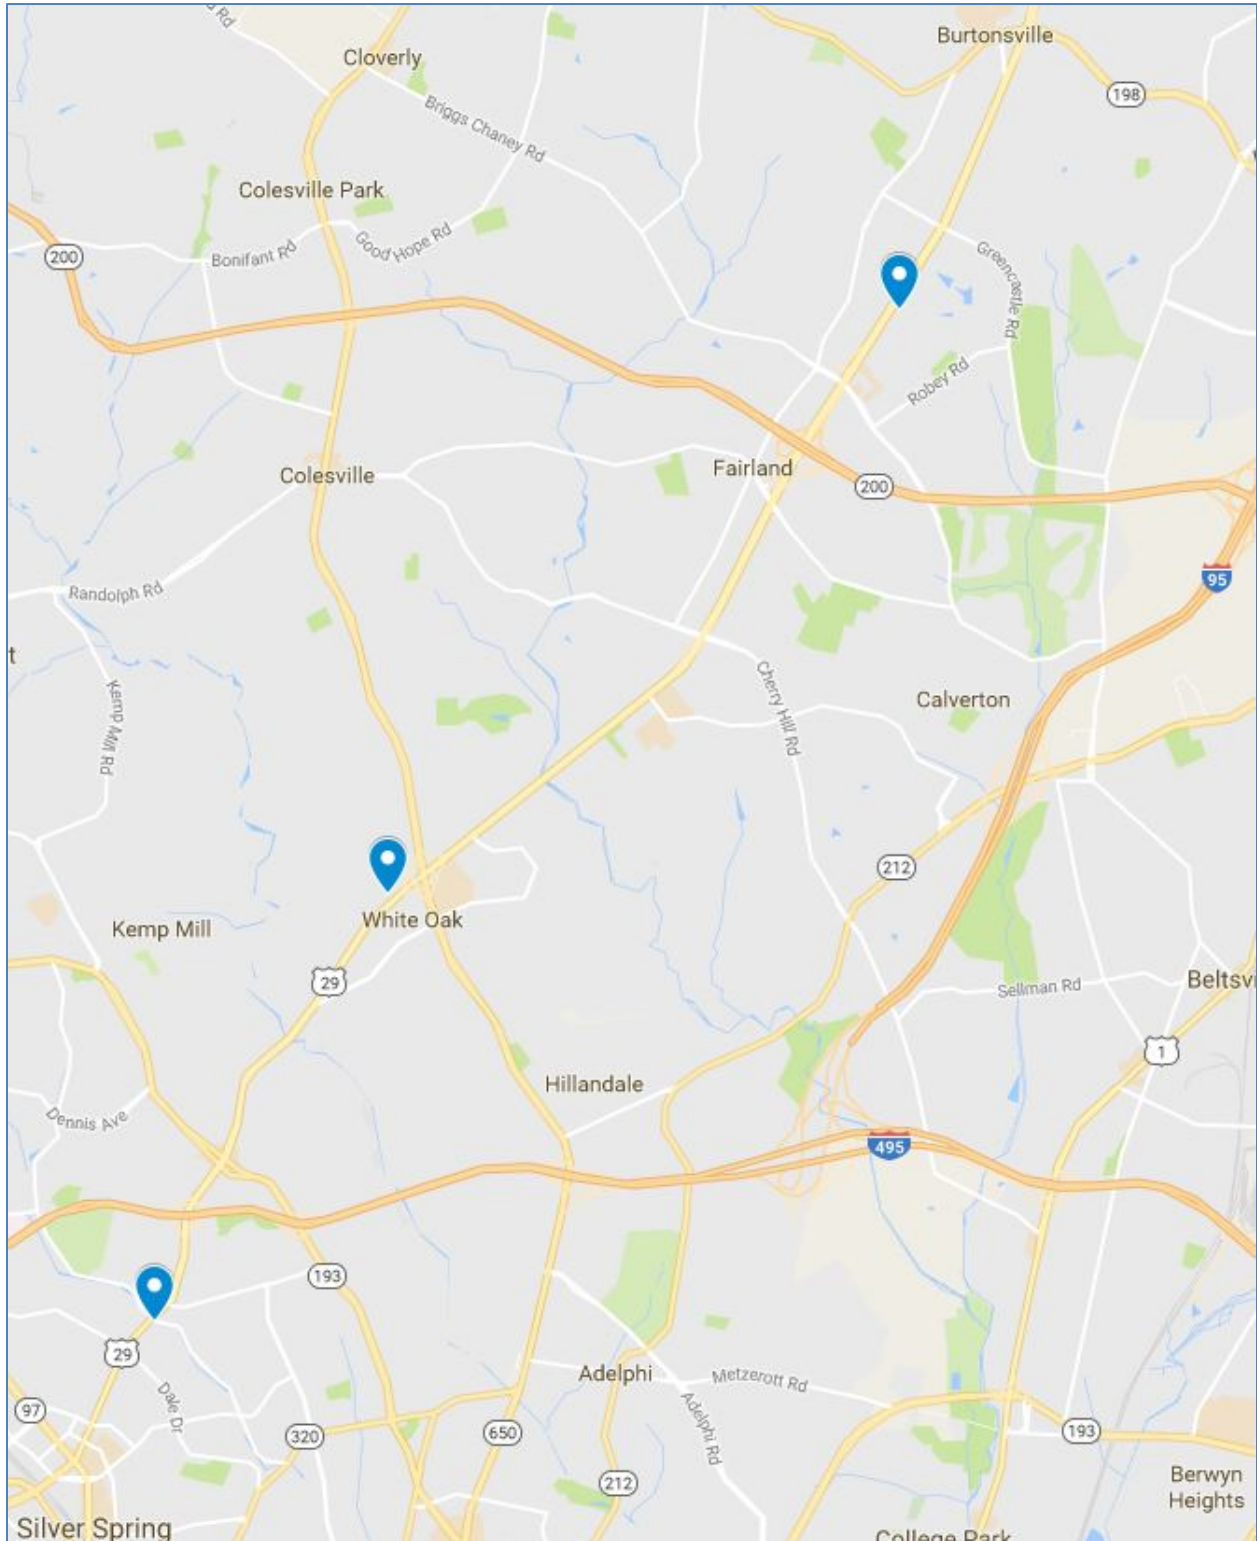 Rd
Burtonsville
Cloverly
198
Briggs Chaney Rd
Colesville Park
Good Hope Rd
Bonifant Rd
200
Greencastle Rd
Robey Rd
Fairland
Colesville
200
95
Randolph Rd
t
Kemp Mill Rd
Cherry Hill Rd
Calverton
212
White Oak
Kemp Mill
29
Sellman Rd
Beltsvi
1
Hillandale
Dennis Ave
495
193
29
Adelphi
Metzerott Rd
Dale Dr
97
Adelphi Rd
320
650
193
212
Berwyn
Heights
Silver Spring
College Park